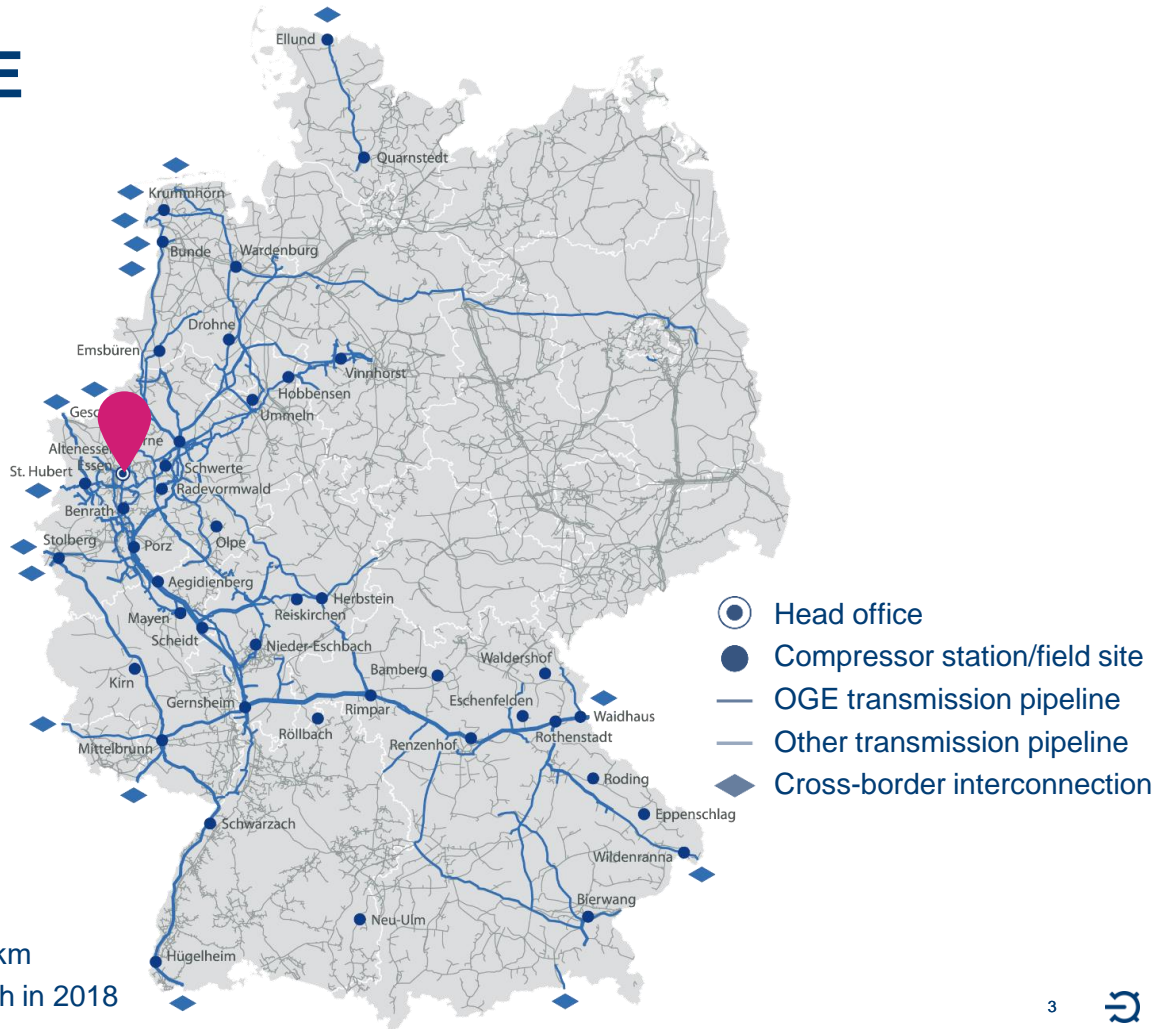 E
Ellund
Quarnstedt
Krummhörn
Bunde
Wardenburg
Drohne
Emsbüren
Vinnhorst
Hobbensen
Ummeln
Altenessen
Essen
Schwerte
St. Hubert
Radevormwald
Benrath
Olpe
Stolberg
Porz
Aegidienberg
Herbstein
Reiskirchen
Mayen
Scheidt
Nieder-Eschbach
Kirn
Bamberg
Waldershof
Gernsheim
Rimpar
Eschenfelden
Waidhaus
Röllbach
Rothenstadt
Mittelbrunn
Renzenhof
Roding
Eppenschlag
Schwarzach
Wildenranna
Bierwang
Neu-Ulm
Hügelheim
Head office
Compressor station/field site
OGE transmission pipeline
Other transmission pipeline
Cross-border interconnection
km
h in 2018
3